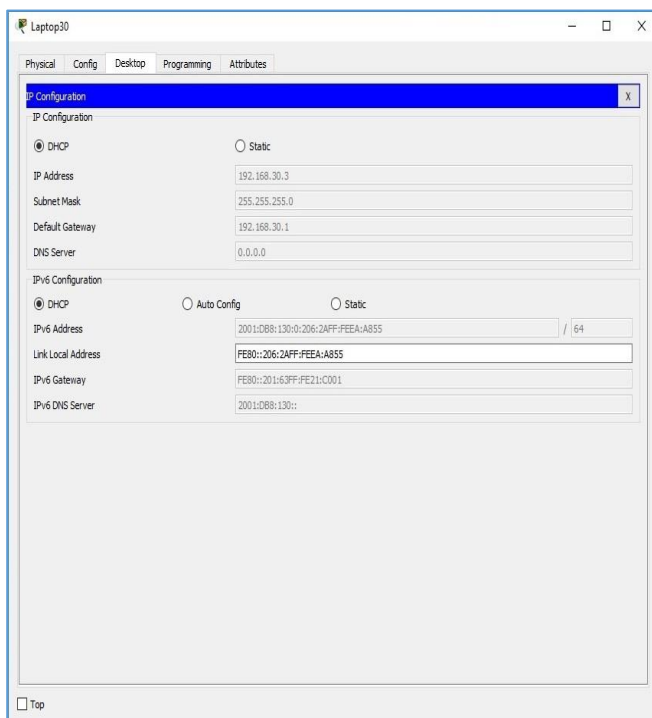 Laptop30
Physical Config Desktop Programming Attributes
IP Configuration X
IP Configuration
DHCP Static
IP Address 192.168.30.3
Subnet Mask 255.255.255.0
Default Gateway 192.168.30.1
DNS Server 0.0.0.0
IPv6 Configuration
DHCP Auto Config Static
IPv6 Address 2001:DB8:130:0:206:2AFF:FEEA:A855 / 64
Link Local Address FE80::206:2AFF:FEEA:A855
IPv6 Gateway FE80::201:63FF:FE21:C001
IPv6 DNS Server 2001:DB8:130::
Top